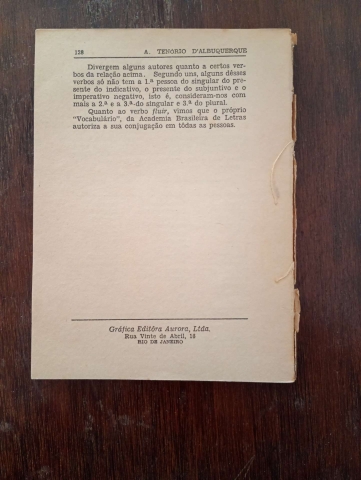 128 A. TENORIO D'ALBUQUERQUE
Divergem alguns autores quanto a certos ver-
bos da relação acima. Segundo uns, alguns dêsses
verbos só não tem a 1.ª pessoa do singular do pre-
sente do indicativo, o presente do subjuntivo e o
imperativo negativo, isto é, consideram-nos com
mais a 2.ª e a 3.ª do singular e 3.ª do plural.
Quanto ao verbo fluir, vimos que o próprio
"Vocabulário", da Academia Brasileira de Letras
autoriza a sua conjugação em tôdas as pessoas.
Gráfica Editôra Aurora, Ltda.
Rua Vinte de Abril, 16
RIO DE JANEIRO